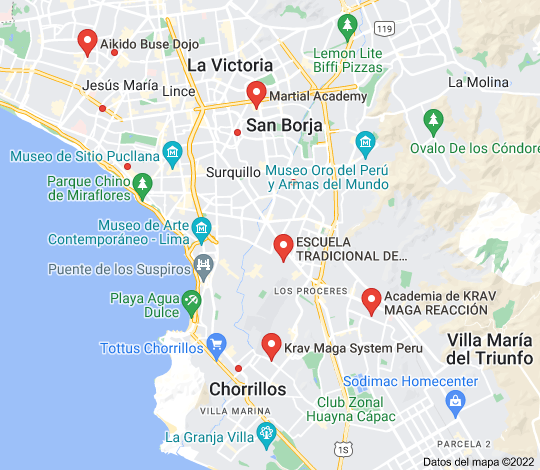 119
Aikido Buse Dojo
Lemon Lite
Biffi Pizzas
La Victoria
Jesús María
Lince
Martial Academy
La Molina
San Borja
Ovalo De los Cóndore
Museo de Sitio Pucllana
Surquillo
Museo Oro del Perú
y Armas del Mundo
Parque Chino
de Miraflores
Museo de Arte
Contemporáneo - Lima
ESCUELA
TRADICIONAL DE...
Puente de los Suspiros
LOS PROCERES
Playa Agua
Dulce
Academia de KRAV
MAGA REACCIÓN
Tottus Chorrillos
Krav Maga System Peru
Villa María
del Triunfo
Chorrillos
Sodimac Homecenter
VILLA MARINA
Club Zonal
Huayna Cápac
La Granja Villa
1S
PARCELA 2
Datos del mapa ©2022